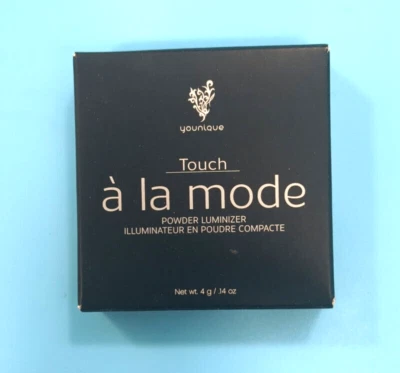 younique
Touch
à la mode
POWDER LUMINIZER
ILLUMINATEUR EN POUDRE COMPACTE
Net wt. 4 g / .14 oz